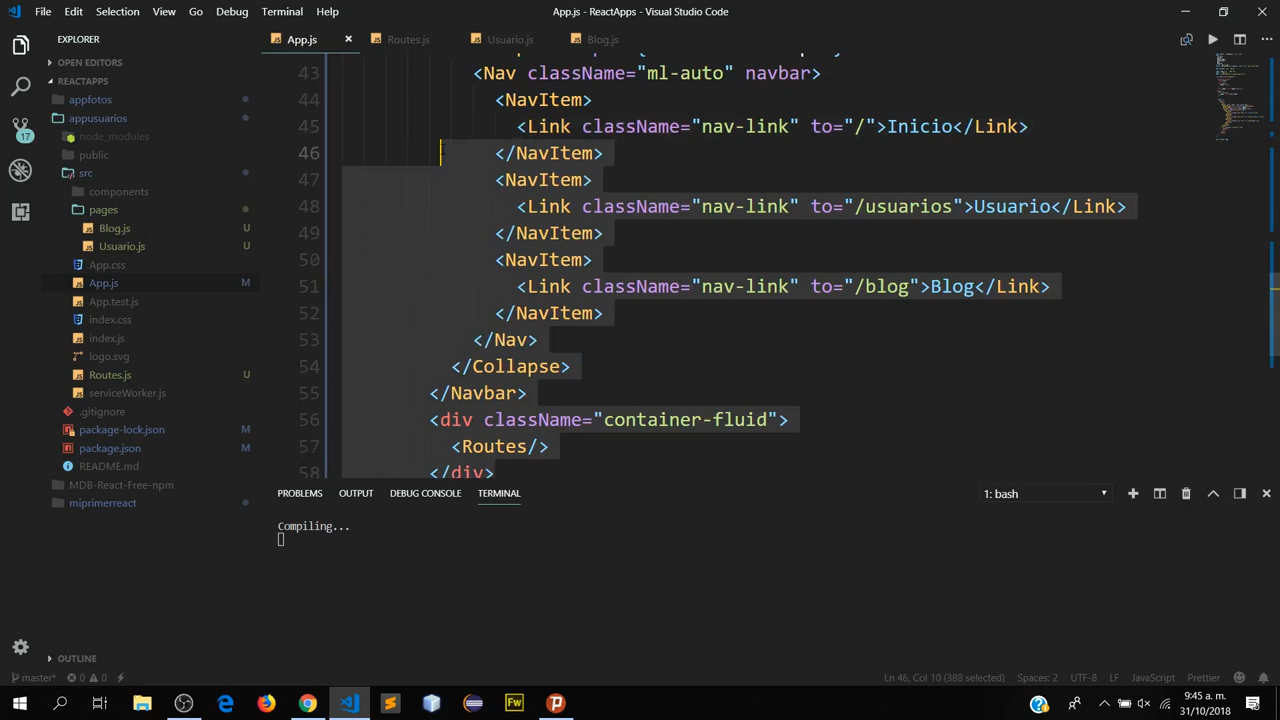 File Edit Selection View Go Debug Terminal Help
App.js - ReactApps - Visual Studio Code
EXPLORER
App.js
Routes.js
Usuario.js
Blog.js
OPEN EDITORS
REACTAPPS
appfotos
appusuarios
node_modules
public
src
components
pages
Blog.js U
Usuario.js U
App.css
App.js M
App.test.js
index.css
index.js
logo.svg
Routes.js U
serviceWorker.js
.gitignore
package-lock.json M
package.json M
README.md
MDB-React-Free-npm
miprimerreact
OUTLINE
17
43 <Nav className="ml-auto" navbar>
44 <NavItem>
45 <Link className="nav-link" to="/">Inicio</Link>
46 </NavItem>
47 <NavItem>
48 <Link className="nav-link" to="/usuarios">Usuario</Link>
49 </NavItem>
50 <NavItem>
51 <Link className="nav-link" to="/blog">Blog</Link>
52 </NavItem>
53 </Nav>
54 </Collapse>
55 </Navbar>
56 <div className="container-fluid">
57 <Routes/>
58 </div>
PROBLEMS OUTPUT DEBUG CONSOLE TERMINAL
1: bash
Compiling...
master* 0 0
Ln 46, Col 10 (388 selected) Spaces: 2 UTF-8 LF JavaScript Prettier
Fw
9:45 a. m.
31/10/2018